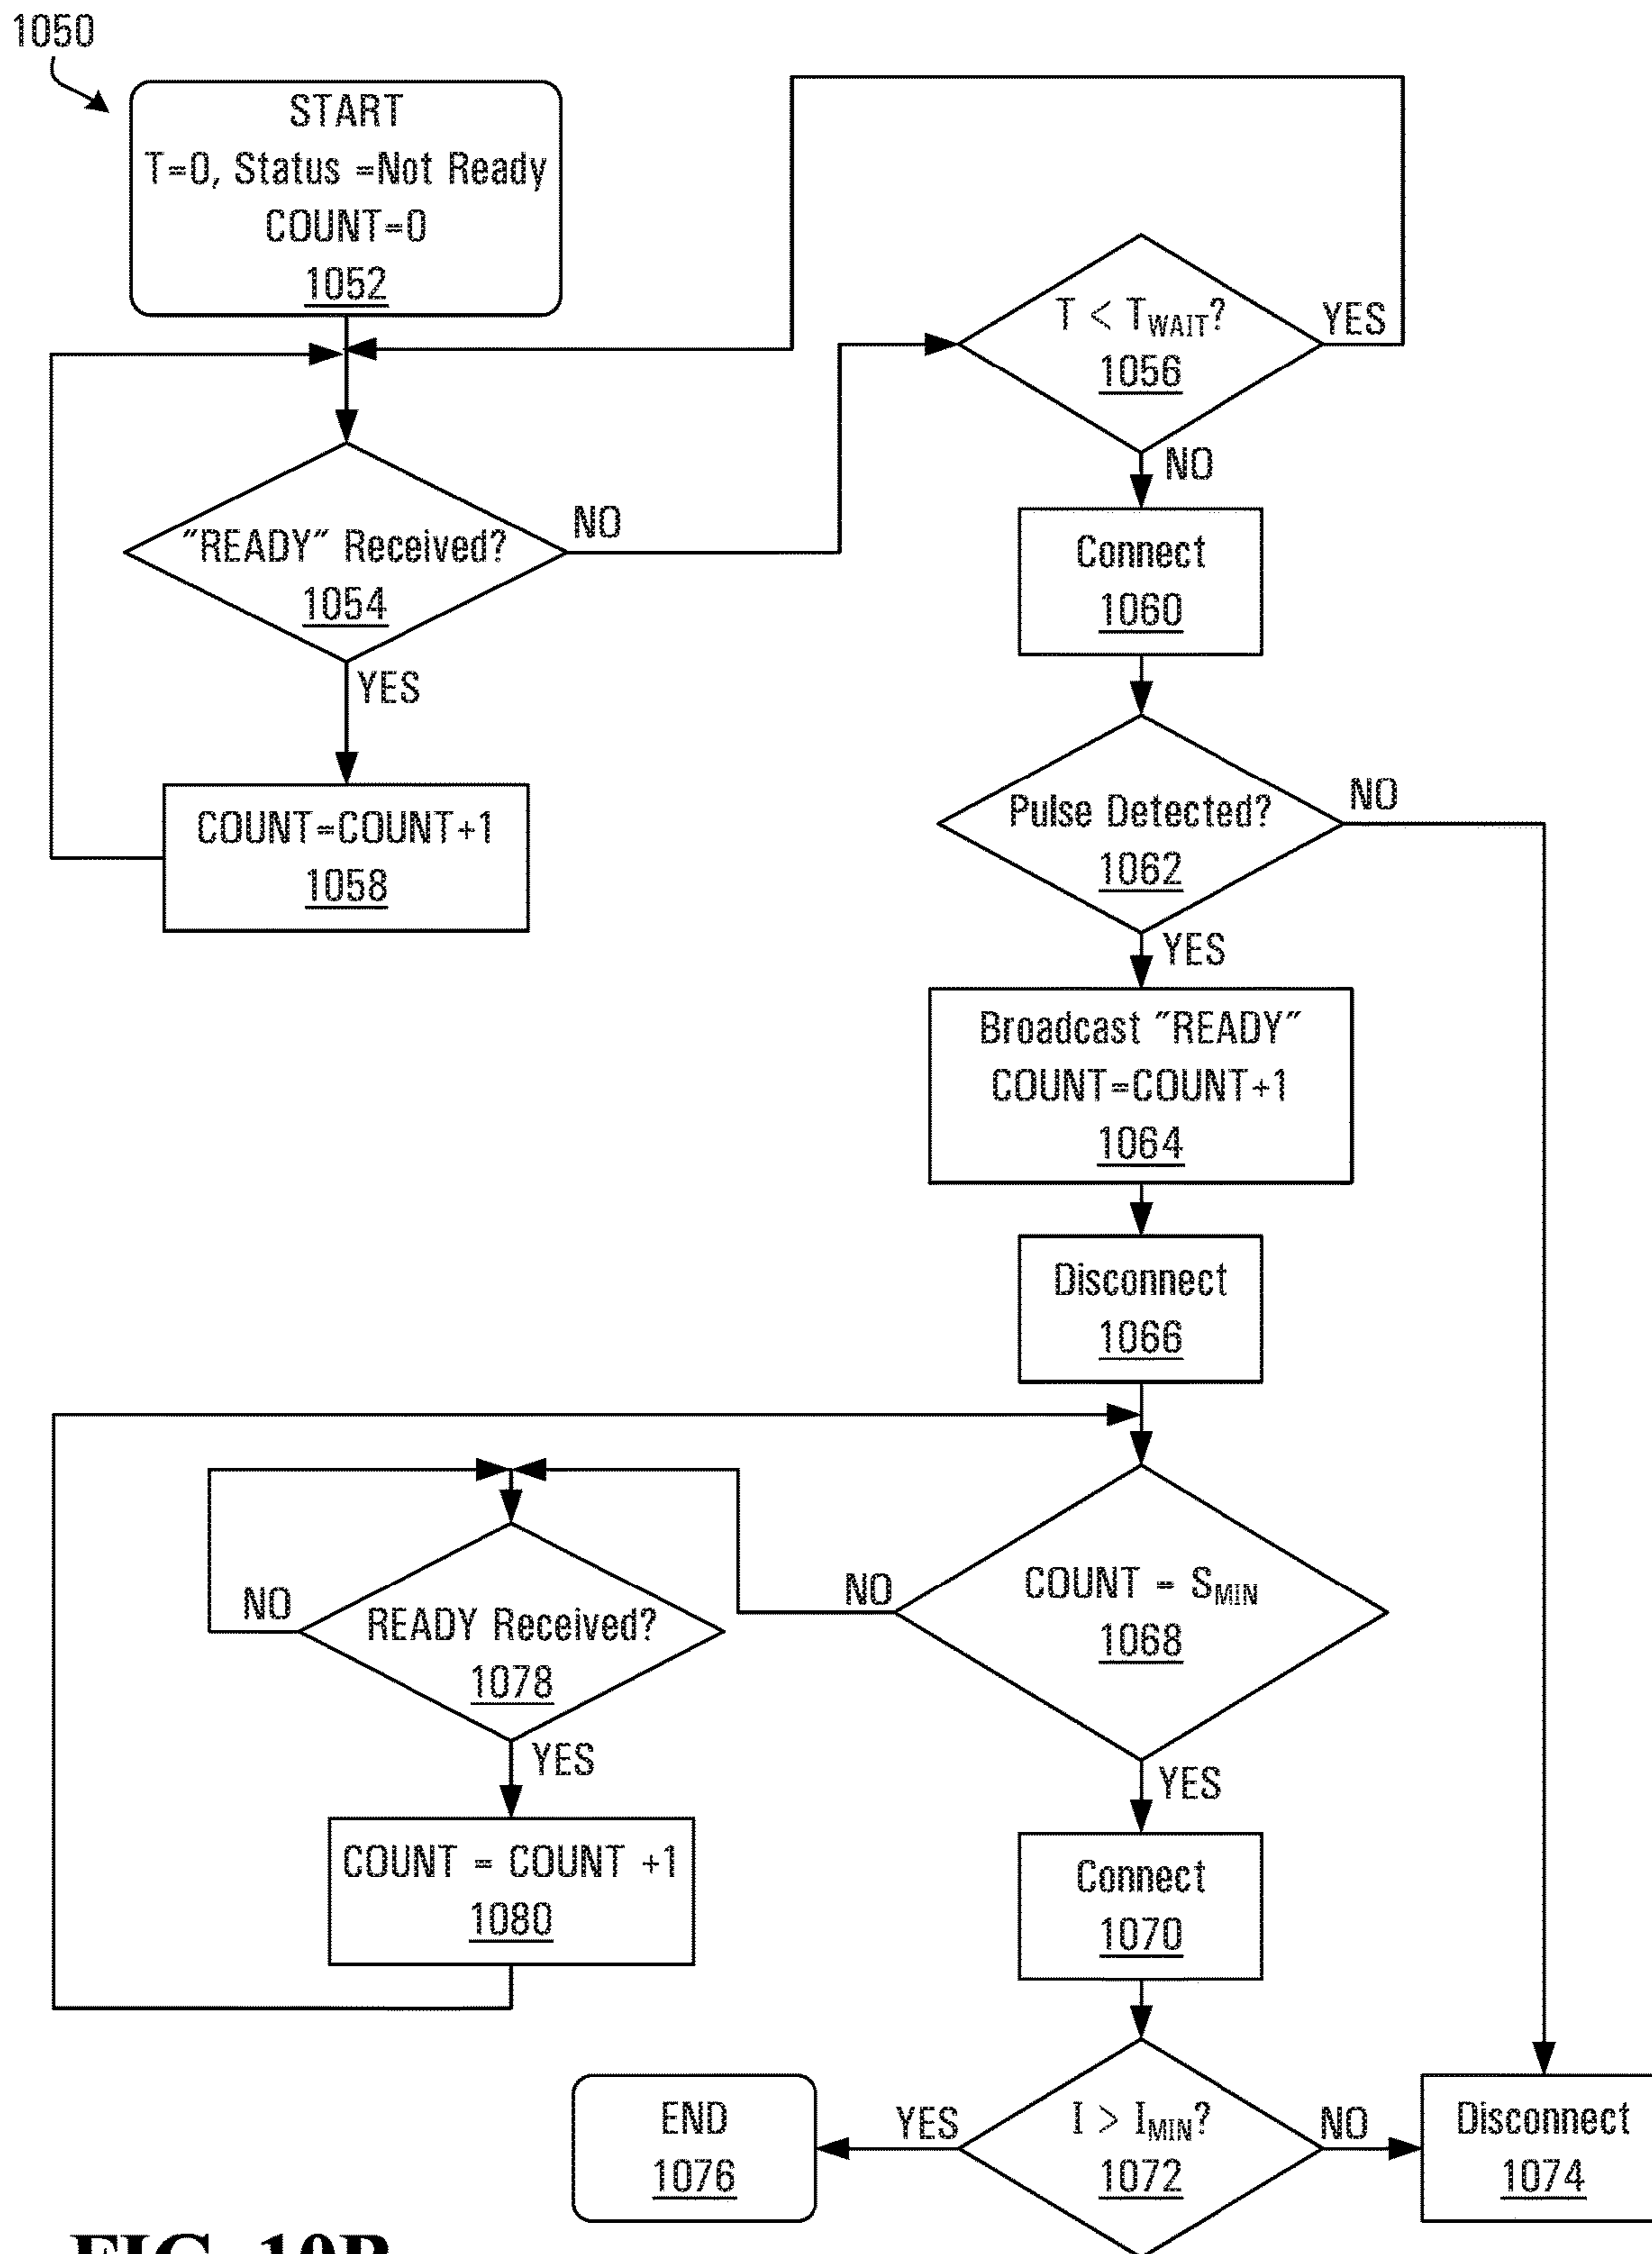 1050
START
T=0, Status =Not Ready
COUNT=0
1052
T < TWAIT?
1056
YES
NO
"READY" Received?
1054
NO
YES
Connect
1060
COUNT=COUNT+1
1058
Pulse Detected?
1062
NO
YES
Broadcast "READY"
COUNT=COUNT+1
1064
Disconnect
1066
COUNT = SMIN
1068
NO
YES
READY Received?
1078
NO
YES
COUNT = COUNT +1
1080
Connect
1070
I > IMIN?
1072
YES
NO
END
1076
Disconnect
1074
FIG. 10B